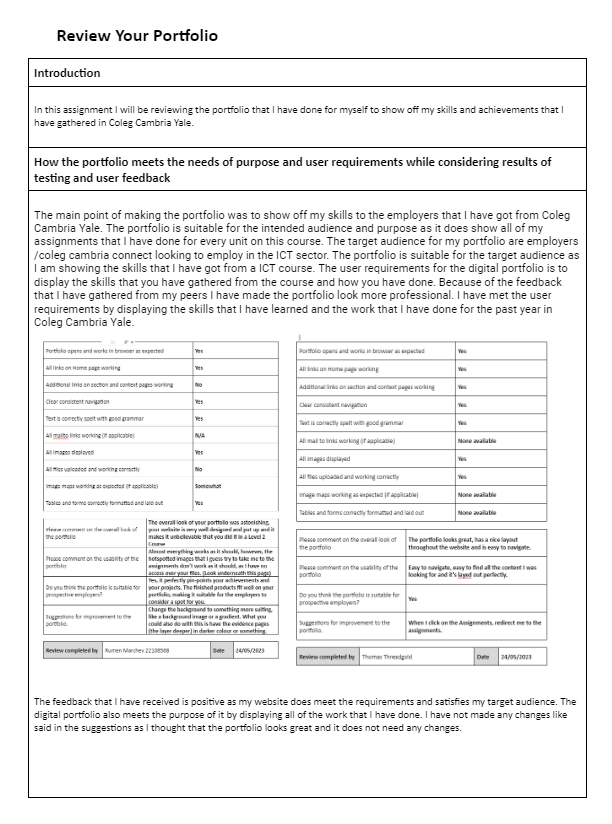 Review Your Portfolio
Introduction
In this assignment I will be reviewing the portfolio that I have done for myself to show off my skills and achievements that I
have gathered in Coleg Cambria Yale.
How the portfolio meets the needs of purpose and user requirements while considering results of
testing and user feedback
The main point of making the portfolio was to show off my skills to the employers that I have got from Coleg
Cambria Yale. The portfolio is suitable for the intended audience and purpose as it does show all of my
assignments that I have done for every unit on this course. The target audience for my portfolio are employers
/coleg cambria connect looking to employ in the ICT sector. The portfolio is suitable for the target audience as
I am showing the skills that I have got from a ICT course. The user requirements for the digital portfolio is to
display the skills that you have gathered from the course and how you have done. Because of the feedback
that I have gathered from my peers I have made the portfolio look more professional. I have met the user
requirements by displaying the skills that I have learned and the work that I have done for the past year in
Coleg Cambria Yale.
Portfolio opens and works in browser as expected Yes
All links on Home page working Yes
Additional links on section and context pages working No
Clear consistent navigation Yes
Text is correctly spelt with good grammar Yes
All mailto links working (if applicable) N/A
All images displayed Yes
All files uploaded and working correctly No
Image maps working as expected (if applicable) Somewhat
Tables and forms correctly formatted and laid out Yes
Please comment on the overall look of
the portfolio
The overall look of your portfolio was astonishing,
your website is very well designed and put up and it
makes it unbelievable that you did it in a Level 2
Course
Please comment on the usability of the
portfolio
Almost everything works as it should, however, the
hotspotted images that I guess try to take me to the
assignments don't work as it should, as I have no
access over your files. (Look underneath this page)
Do you think the portfolio is suitable for
prospective employers?
Yes, it perfectly pin-points your achievements and
your projects. The finished products fit well on your
portfolio, making it suitable for the employers to
consider a spot for you.
Suggestions for improvement to the
portfolio.
Change the background to something more suiting,
like a background image or a gradient. What you
could also do with this is have the evidence pages
(the layer deeper) in darker colour or something.
Review completed by Rumen Marchev 22108568 Date 24/05/2023
Portfolio opens and works in browser as expected Yes
All links on Home page working Yes
Additional links on section and context pages working Yes
Clear consistent navigation Yes
Text is correctly spelt with good grammar Yes
All mail to links working (if applicable) None available
All images displayed Yes
All files uploaded and working correctly Yes
Image maps working as expected (if applicable) None available
Tables and forms correctly formatted and laid out None available
Please comment on the overall look of
the portfolio
The portfolio looks great, has a nice layout
throughout the website and is easy to navigate.
Please comment on the usability of the
portfolio
Easy to navigate, easy to find all the content I was
looking for and it's layed out perfectly.
Do you think the portfolio is suitable for
prospective employers?
Yes
Suggestions for improvement to the
portfolio.
When I click on the Assignments, redirect me to the
assignments.
Review completed by Thomas Threadgold Date 24/05/2023
The feedback that I have received is positive as my website does meet the requirements and satisfies my target audience. The
digital portfolio also meets the purpose of it by displaying all of the work that I have done. I have not made any changes like
said in the suggestions as I thought that the portfolio looks great and it does not need any changes.